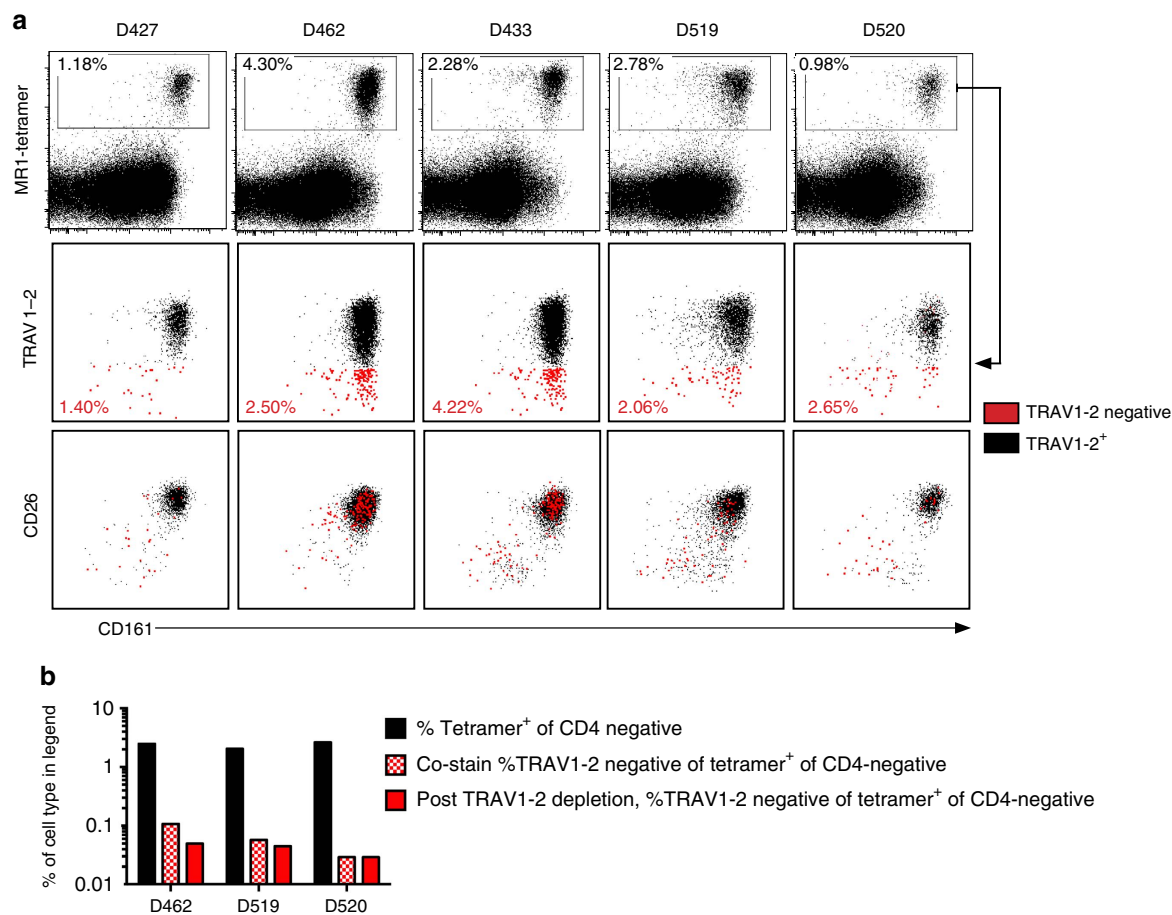 a
D427 D462 D433 D519 D520
MR1-tetramer
1.18% 4.30% 2.28% 2.78% 0.98%
TRAV 1–2
1.40% 2.50% 4.22% 2.06% 2.65%
TRAV1-2 negative
TRAV1-2+
CD26
CD161
b
% of cell type in legend
10
1
0.1
0.01
D462 D519 D520
% Tetramer+ of CD4 negative
Co-stain %TRAV1-2 negative of tetramer+ of CD4-negative
Post TRAV1-2 depletion, %TRAV1-2 negative of tetramer+ of CD4-negative